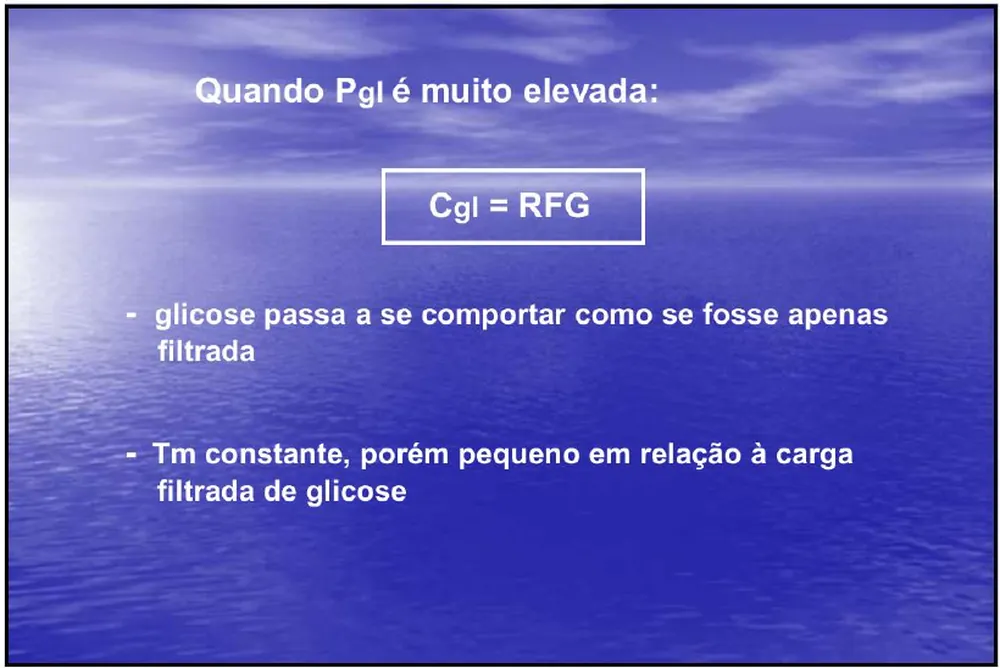 Quando Pgl é muito elevada:
Cgl = RFG
- glicose passa a se comportar como se fosse apenas
filtrada
- Tm constante, porém pequeno em relação à carga
filtrada de glicose